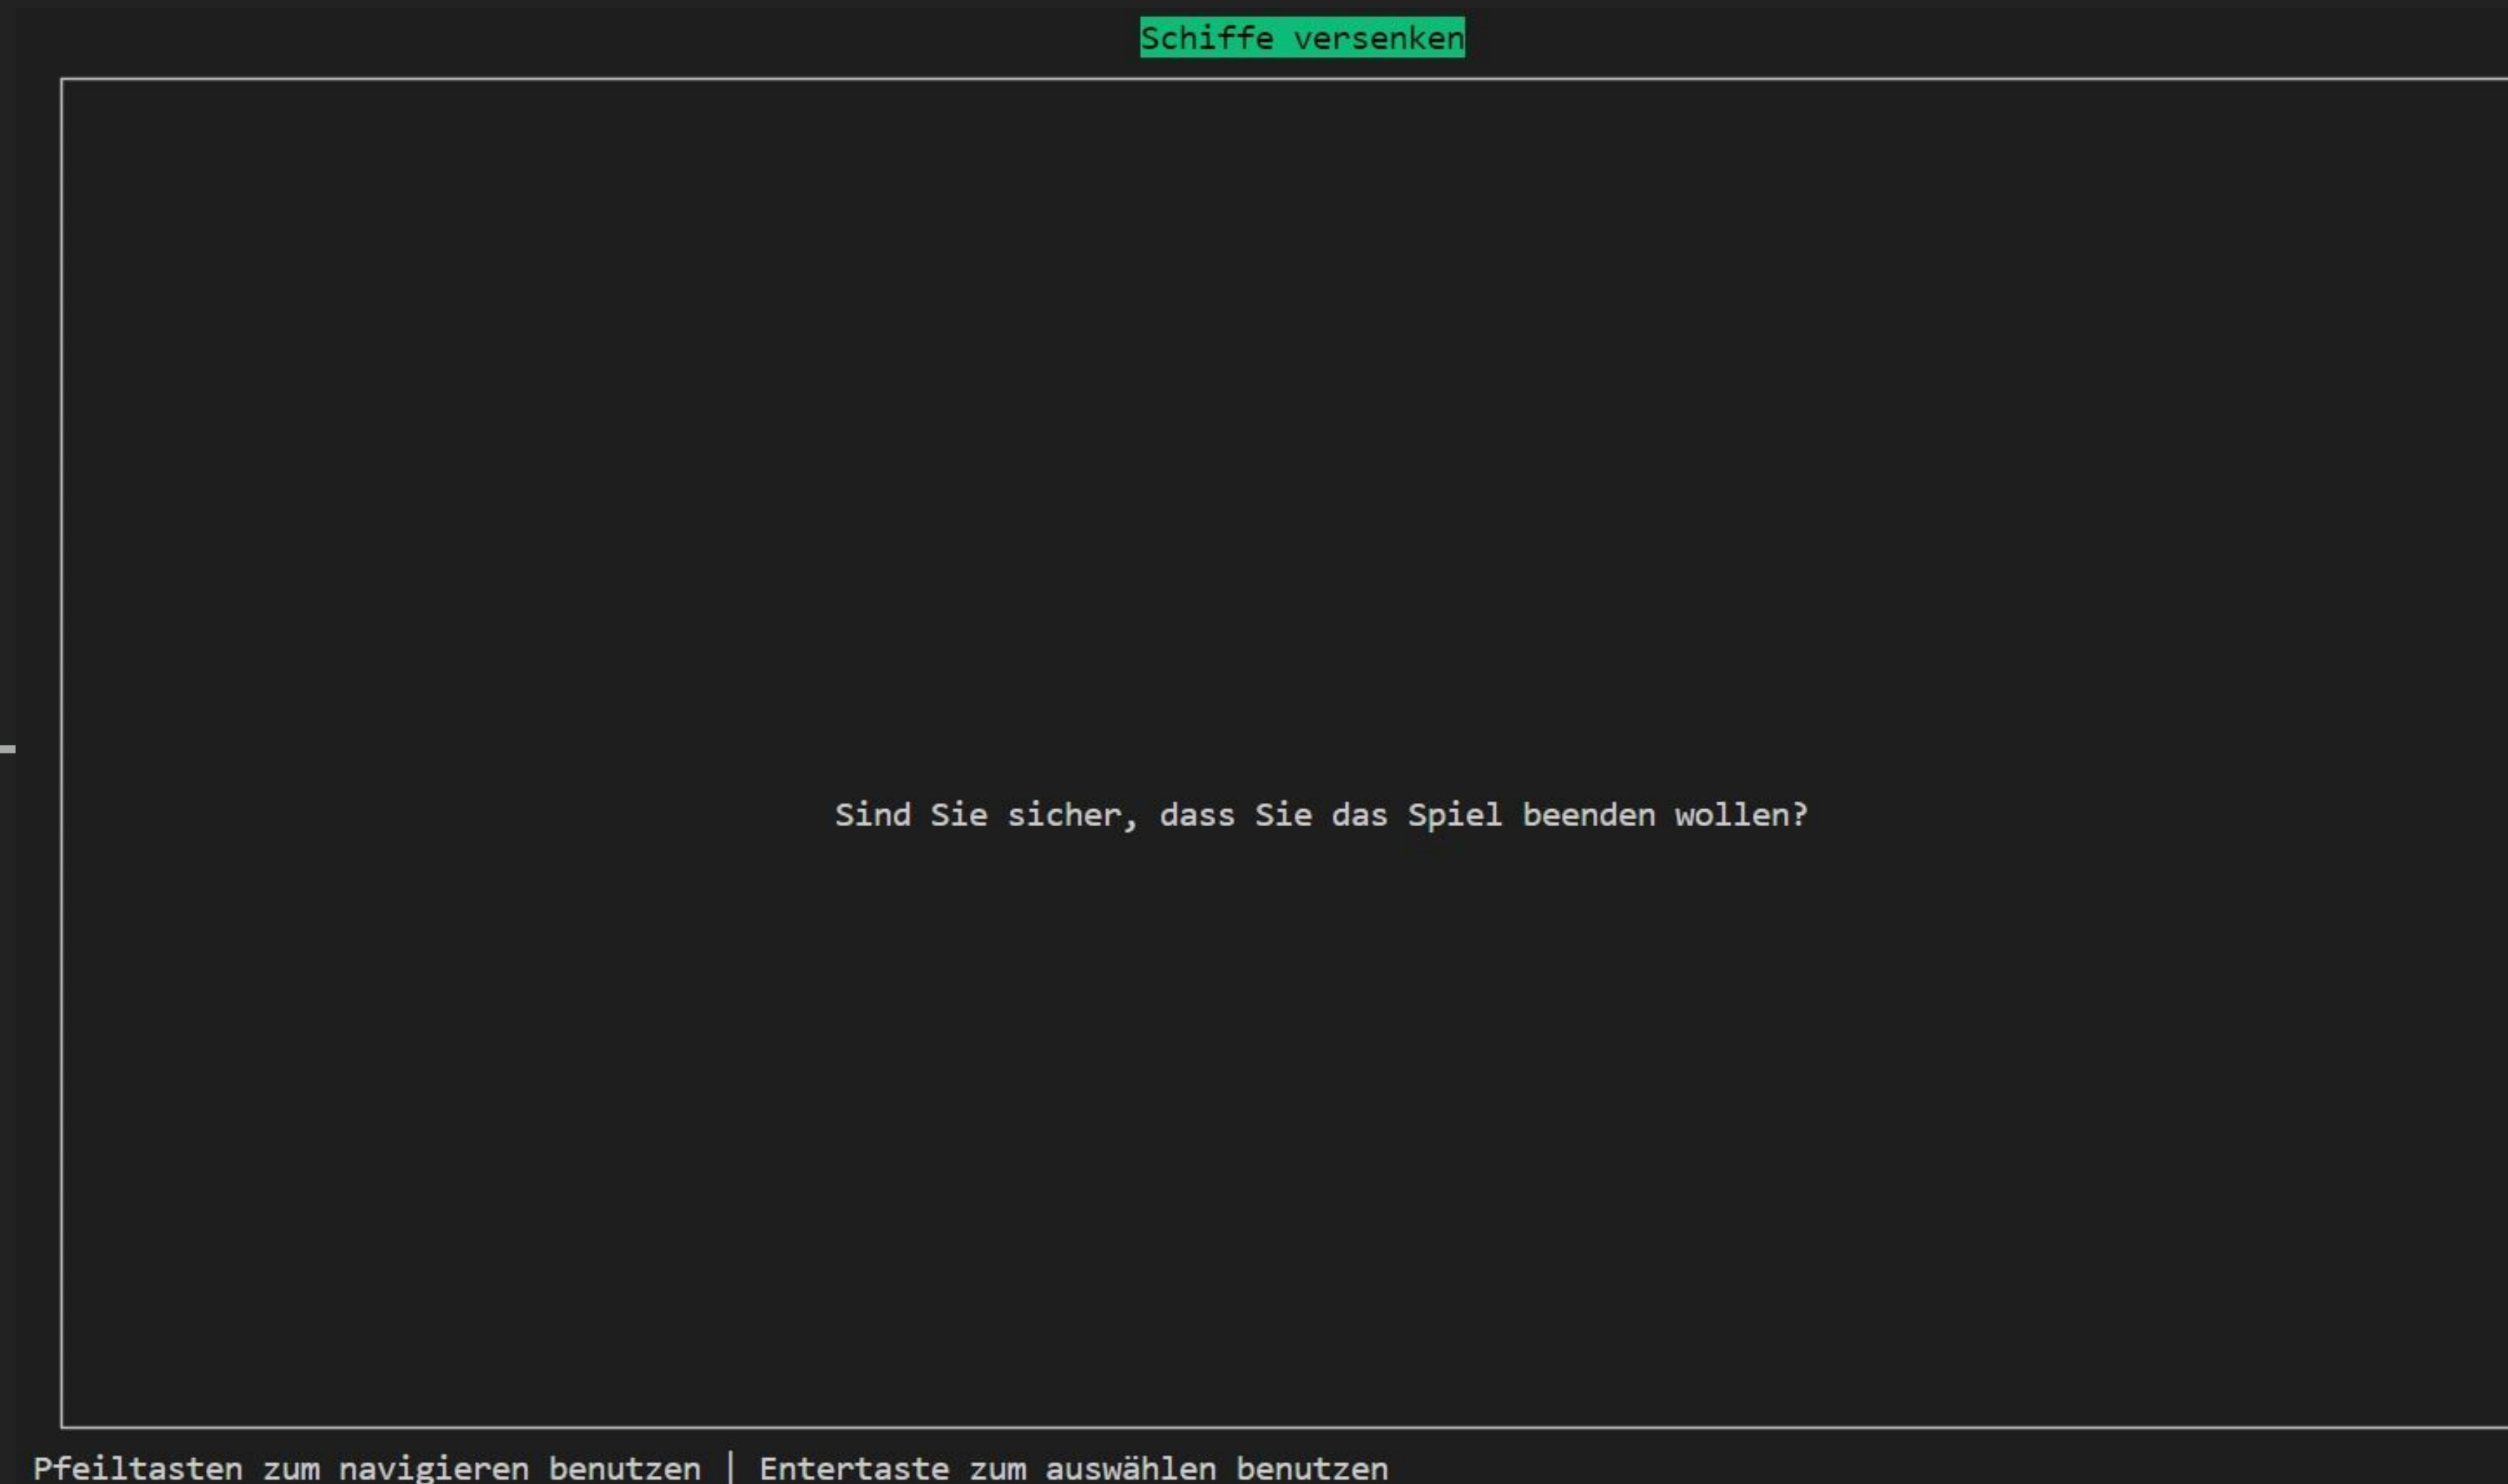 Schiffe versenken
Sind Sie sicher, dass Sie das Spiel beenden wollen?
Pfeiltasten zum navigieren benutzen | Entertaste zum auswählen benutzen